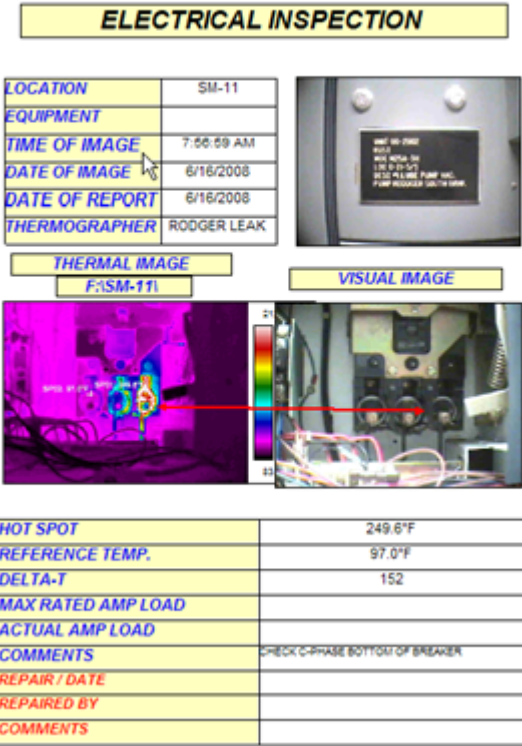 ELECTRICAL INSPECTION
LOCATION SM-11
EQUIPMENT
TIME OF IMAGE 7:56:59 AM
DATE OF IMAGE 6/16/2008
DATE OF REPORT 6/16/2008
THERMOGRAPHER RODGER LEAK
THERMAL IMAGE
F:\SM-11\
VISUAL IMAGE
HOT SPOT 249.6°F
REFERENCE TEMP. 97.0°F
DELTA-T 152
MAX RATED AMP LOAD
ACTUAL AMP LOAD
COMMENTS CHECK C-PHASE BOTTOM OF BREAKER
REPAIR / DATE
REPAIRED BY
COMMENTS